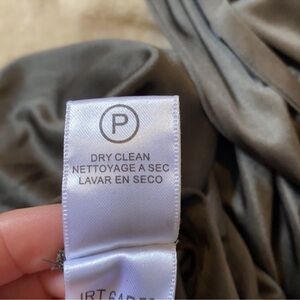 P
DRY CLEAN
NETTOYAGE A SEC
LAVAR EN SECO